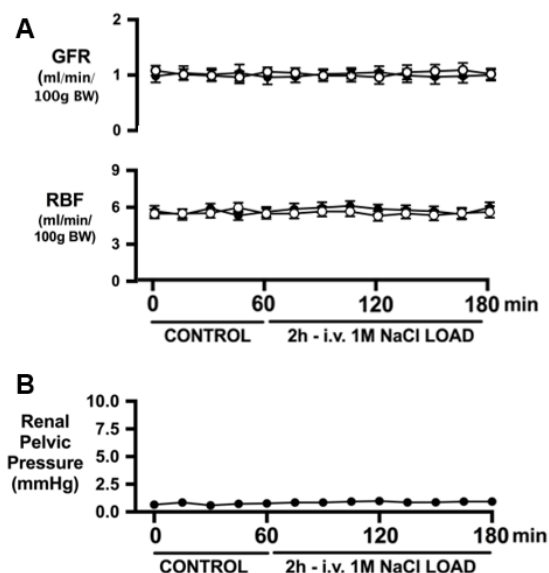 A
GFR
(ml/min/
100g BW)
2
1
0
RBF
(ml/min/
100g BW)
9
6
3
0
0 60 120 180 min
CONTROL 2h - i.v. 1M NaCl LOAD
B
Renal
Pelvic
Pressure
(mmHg)
10.0
7.5
5.0
2.5
0.0
0 60 120 180 min
CONTROL 2h - i.v. 1M NaCl LOAD